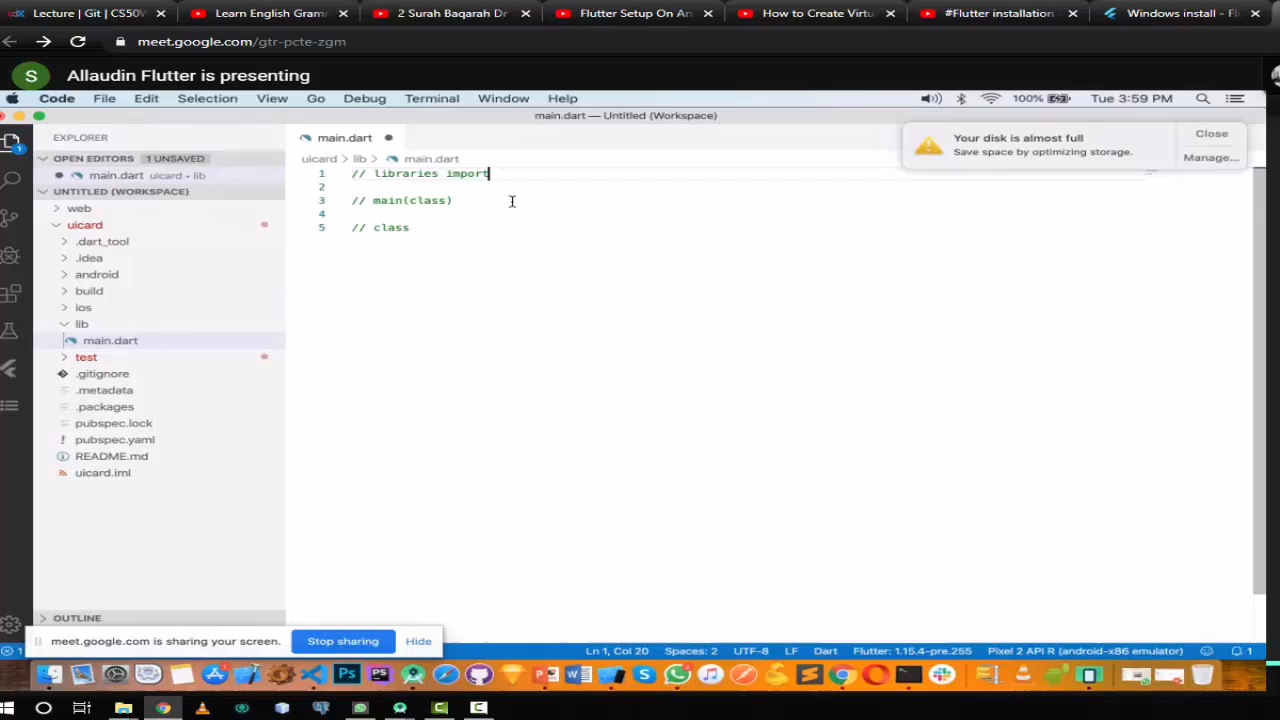 Lecture | Git | CS50W
Learn English Gramm
2 Surah Baqarah Dr
Flutter Setup On An
How to Create Virtu
#Flutter installation
Windows install - Fl
meet.google.com/gtr-pcte-zgm
S
Allaudin Flutter is presenting
Code File Edit Selection View Go Debug Terminal Window Help
100%
Tue 3:59 PM
main.dart — Untitled (Workspace)
EXPLORER
main.dart
Your disk is almost full
Save space by optimizing storage.
Close
Manage...
OPEN EDITORS 1 UNSAVED
main.dart uicard • lib
UNTITLED (WORKSPACE)
web
uicard
.dart_tool
.idea
android
build
ios
lib
main.dart
test
.gitignore
.metadata
.packages
pubspec.lock
pubspec.yaml
README.md
uicard.iml
OUTLINE
uicard > lib > main.dart
1 // libraries import
2
3 // main(class)
4
5 // class
meet.google.com is sharing your screen.
Stop sharing
Hide
1
Ln 1, Col 20
Spaces: 2
UTF-8
LF
Dart
Flutter: 1.15.4-pre.255
Pixel 2 API R (android-x86 emulator)
1
Ps
PS